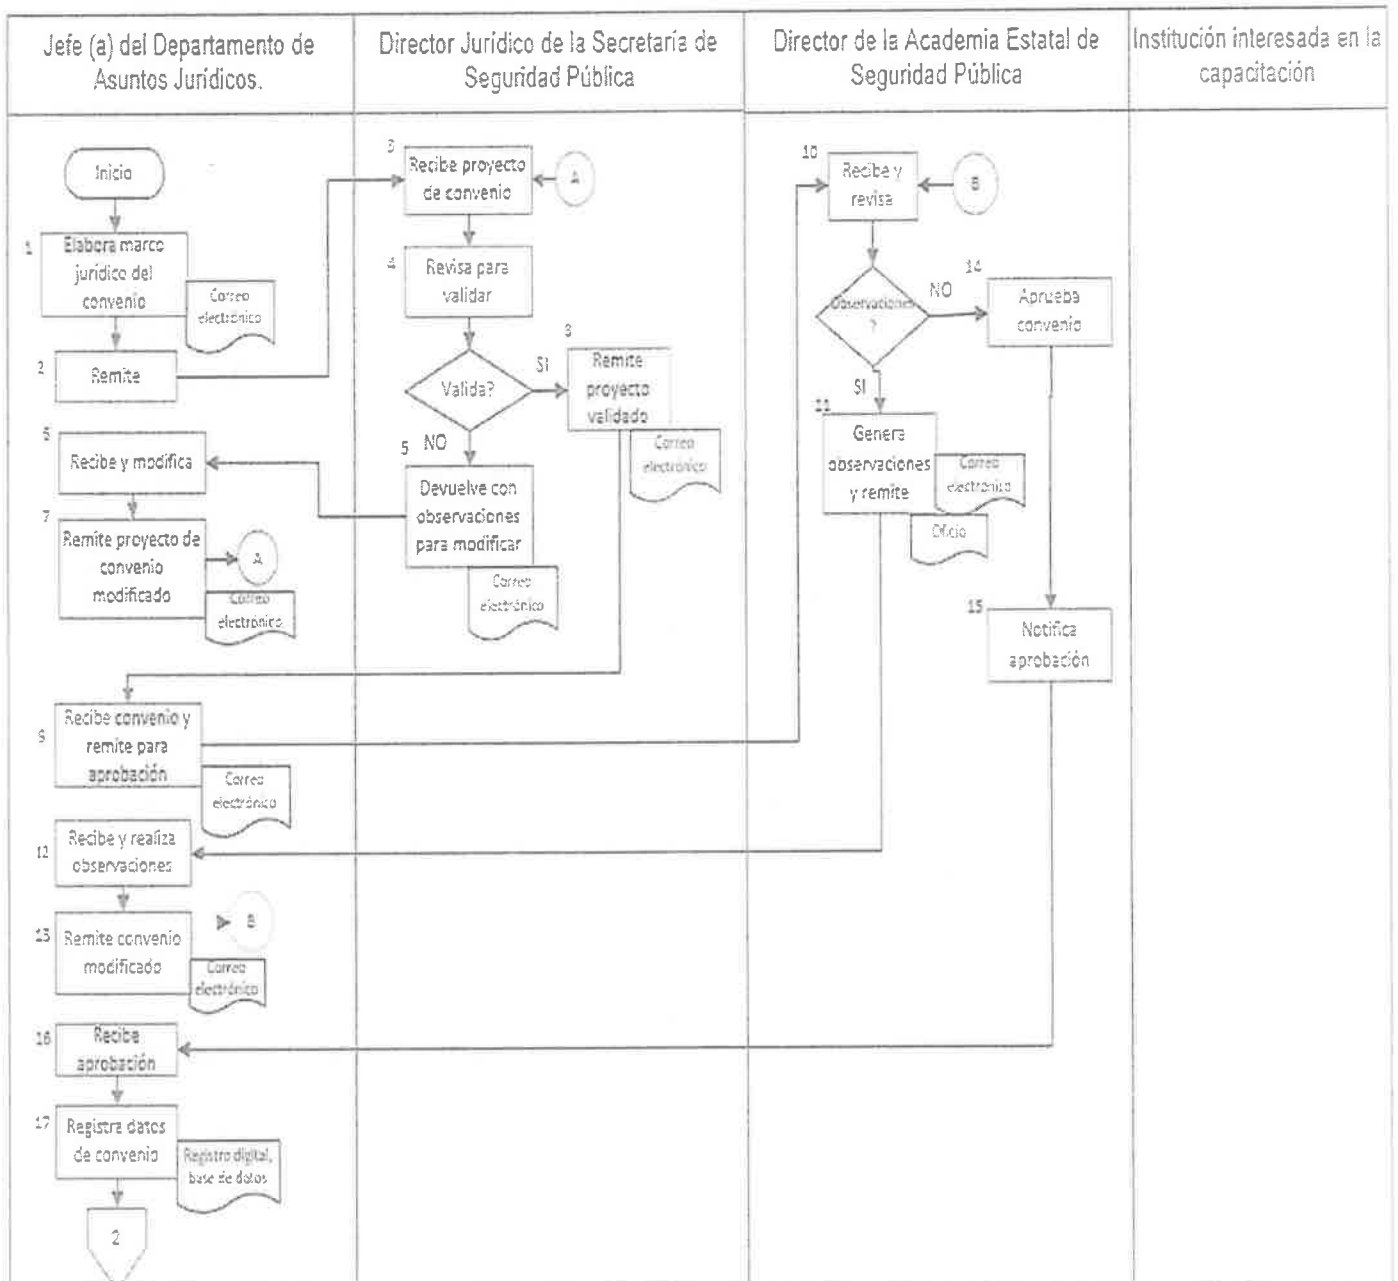 Jefe (a) del Departamento de
Asuntos Jurídicos.
Director Jurídico de la Secretaría de
Seguridad Pública
Director de la Academia Estatal de
Seguridad Pública
Institución interesada en la
capacitación
Inicio
1
Elabora marco
jurídico del
convenio
Correo
electrónico
2
Remite
3
Recibe proyecto
de convenio
A
4
Revisa para
validar
Valida?
SI
8
Remite
proyecto
validado
Correo
electrónico
NO
5
Devuelve con
observaciones
para modificar
Correo
electrónico
6
Recibe y modifica
7
Remite proyecto de
convenio
modificado
A
Correo
electrónico
9
Recibe convenio y
remite para
aprobación
Correo
electrónico
10
Recibe y
revisa
B
Observaciones
?
NO
14
Aprueba
convenio
SI
11
Genera
observaciones
y remite
Correo
electrónico
Oficio
15
Notifica
aprobación
12
Recibe y realiza
observaciones
13
Remite convenio
modificado
B
Correo
electrónico
16
Recibe
aprobación
17
Registra datos
de convenio
Registro digital,
base de datos
2